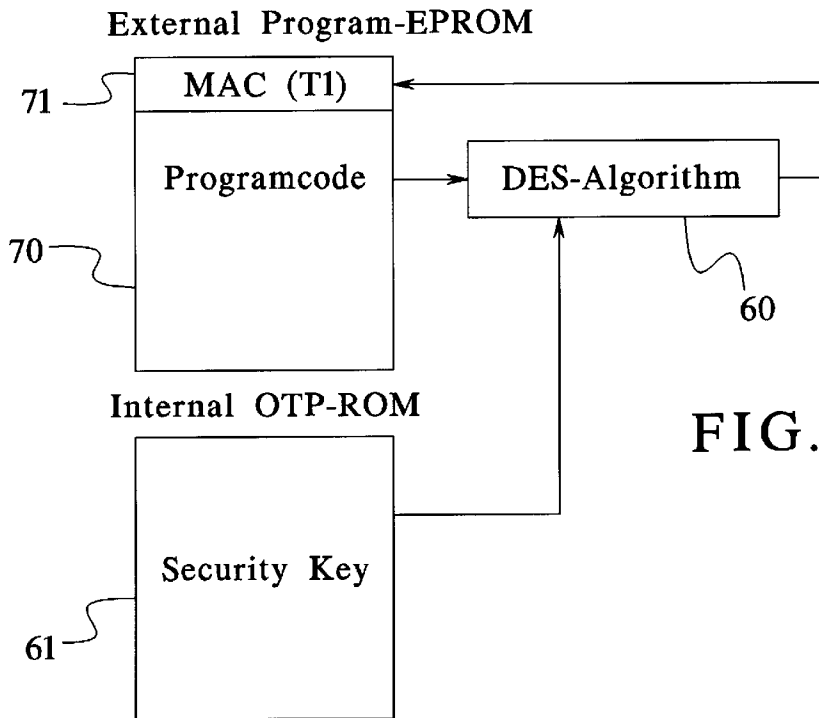 External Program-EPROM
71
MAC (T1)
Programcode
DES-Algorithm
70
60
Internal OTP-ROM
FIG.
Security Key
61